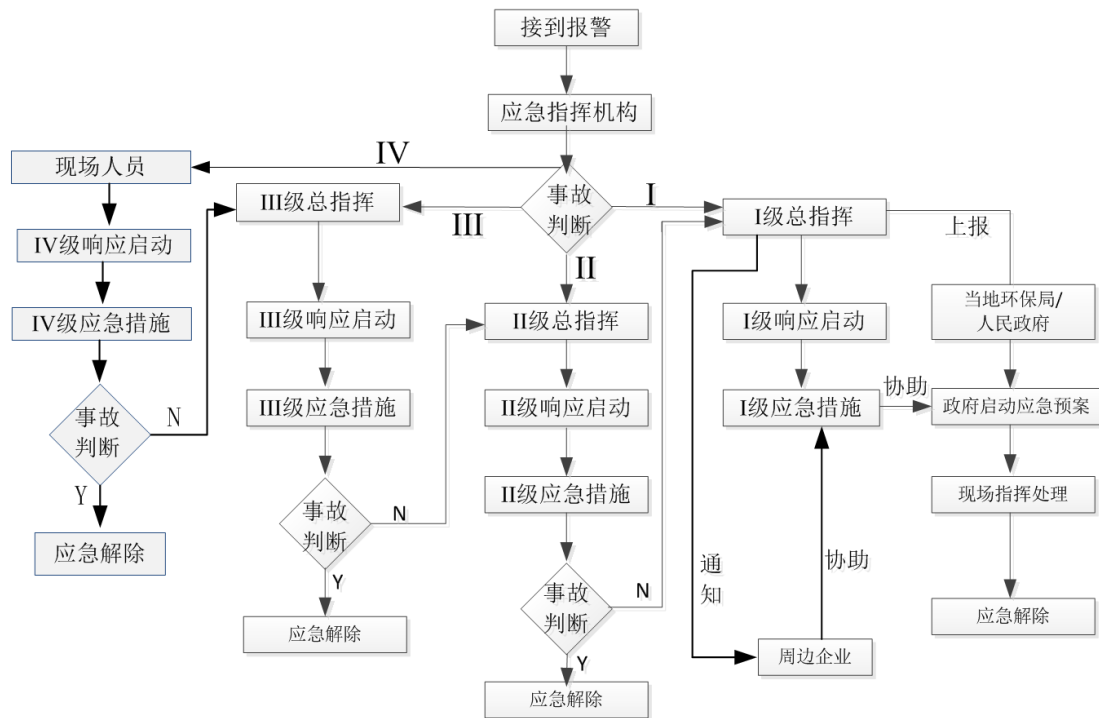 接到报警
应急指挥机构
IV
现场人员
III级总指挥
III
事故
判断
I
I级总指挥
上报
IV级响应启动
II
当地环保局/
人民政府
IV级应急措施
III级响应启动
II级总指挥
I级响应启动
协助
事故
判断
N
III级应急措施
II级响应启动
I级应急措施
政府启动应急预案
Y
II级应急措施
现场指挥处理
事故
判断
N
应急解除
通
知
协助
Y
事故
判断
N
应急解除
应急解除
周边企业
Y
应急解除